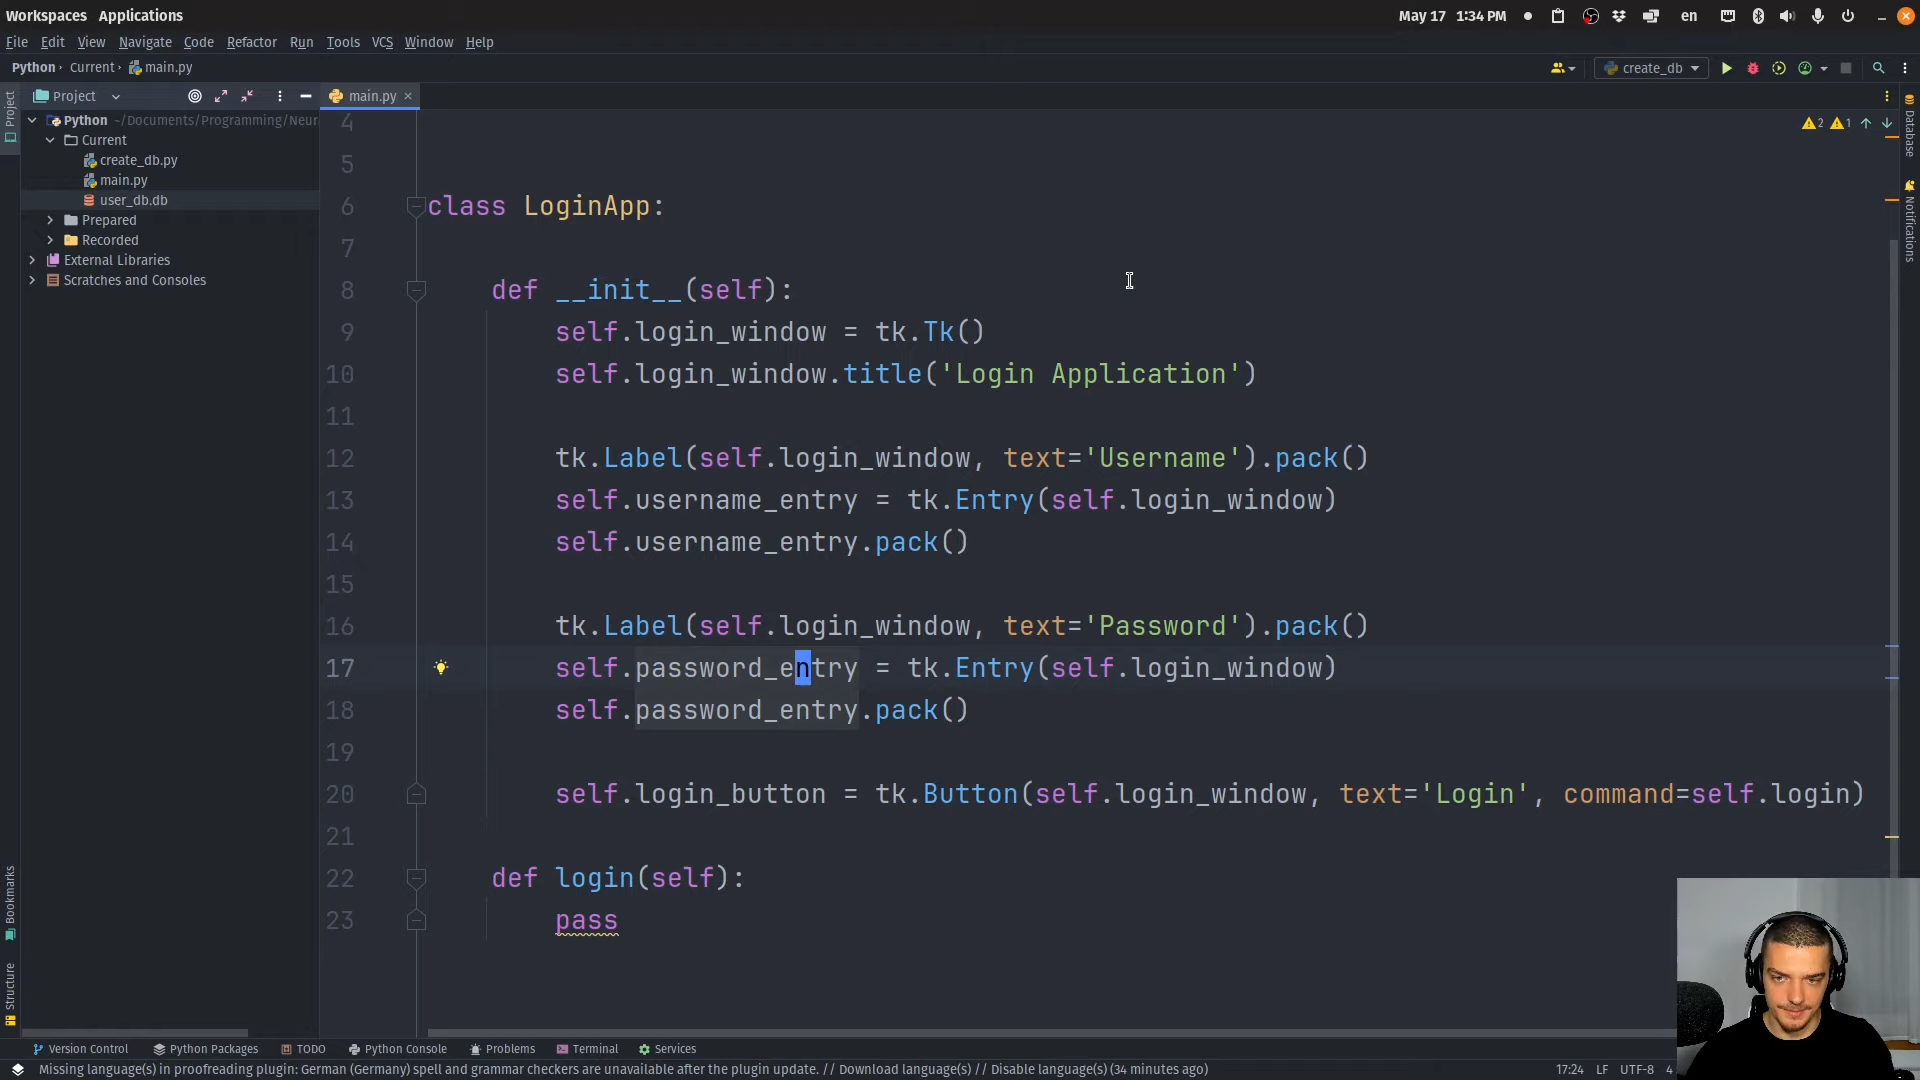 Workspaces Applications
May 17 1:34 PM
en
File Edit View Navigate Code Refactor Run Tools VCS Window Help
Python Current main.py
create_db
Project
main.py
2 1
Python ~/Documents/Programming/Neur
Current
create_db.py
main.py
user_db.db
Prepared
Recorded
External Libraries
Scratches and Consoles
Project
Bookmarks
Structure
Database
Notifications
4
5
6 class LoginApp:
7
8 def __init__(self):
9 self.login_window = tk.Tk()
10 self.login_window.title('Login Application')
11
12 tk.Label(self.login_window, text='Username').pack()
13 self.username_entry = tk.Entry(self.login_window)
14 self.username_entry.pack()
15
16 tk.Label(self.login_window, text='Password').pack()
17 self.password_entry = tk.Entry(self.login_window)
18 self.password_entry.pack()
19
20 self.login_button = tk.Button(self.login_window, text='Login', command=self.login)
21
22 def login(self):
23 pass
Version Control Python Packages TODO Python Console Problems Terminal Services
Missing language(s) in proofreading plugin: German (Germany) spell and grammar checkers are unavailable after the plugin update. // Download language(s) // Disable language(s) (34 minutes ago)
17:24 LF UTF-8 4